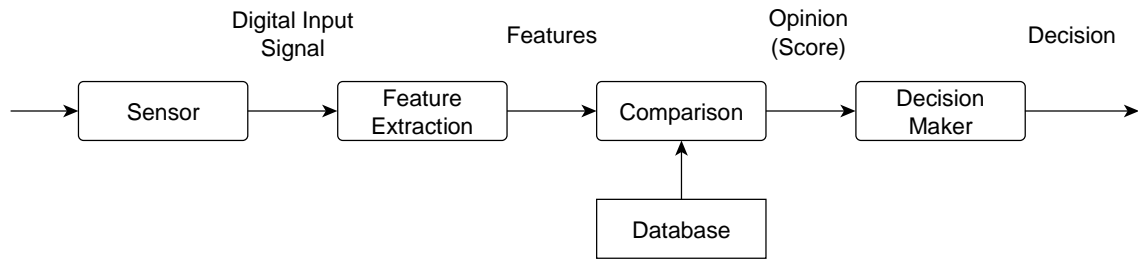 Digital Input
Signal
Features
Opinion
(Score)
Decision
Sensor
Feature
Extraction
Comparison
Decision
Maker
Database